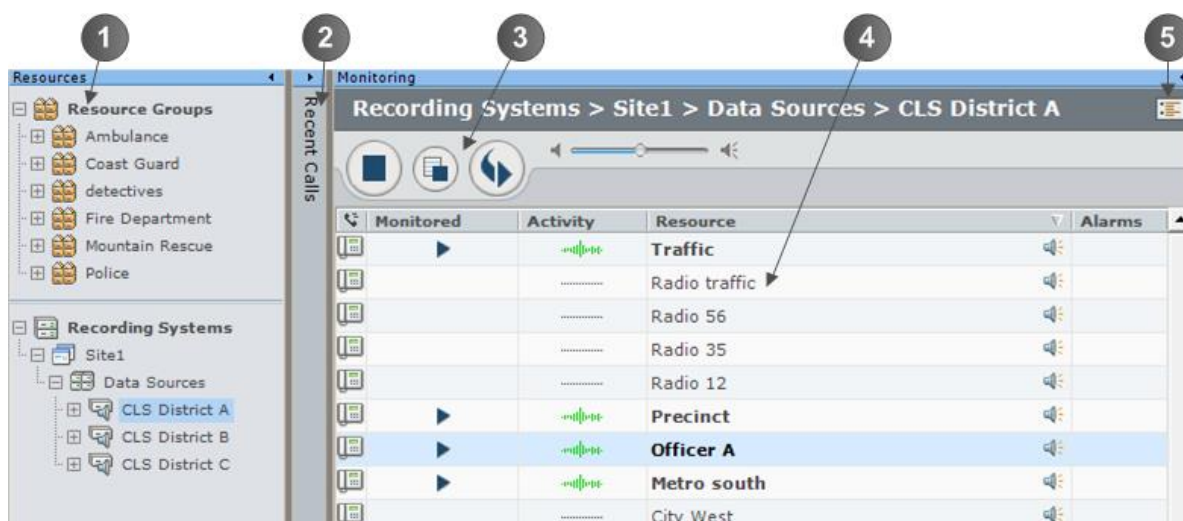 1
2
3
4
5
Resources
Resource Groups
Ambulance
Coast Guard
detectives
Fire Department
Mountain Rescue
Police
Recording Systems
Site1
Data Sources
CLS District A
CLS District B
CLS District C
Recent Calls
Monitoring
Recording Systems > Site1 > Data Sources > CLS District A
Monitored Activity Resource Alarms
Traffic
Radio traffic
Radio 56
Radio 35
Radio 12
Precinct
Officer A
Metro south
City West